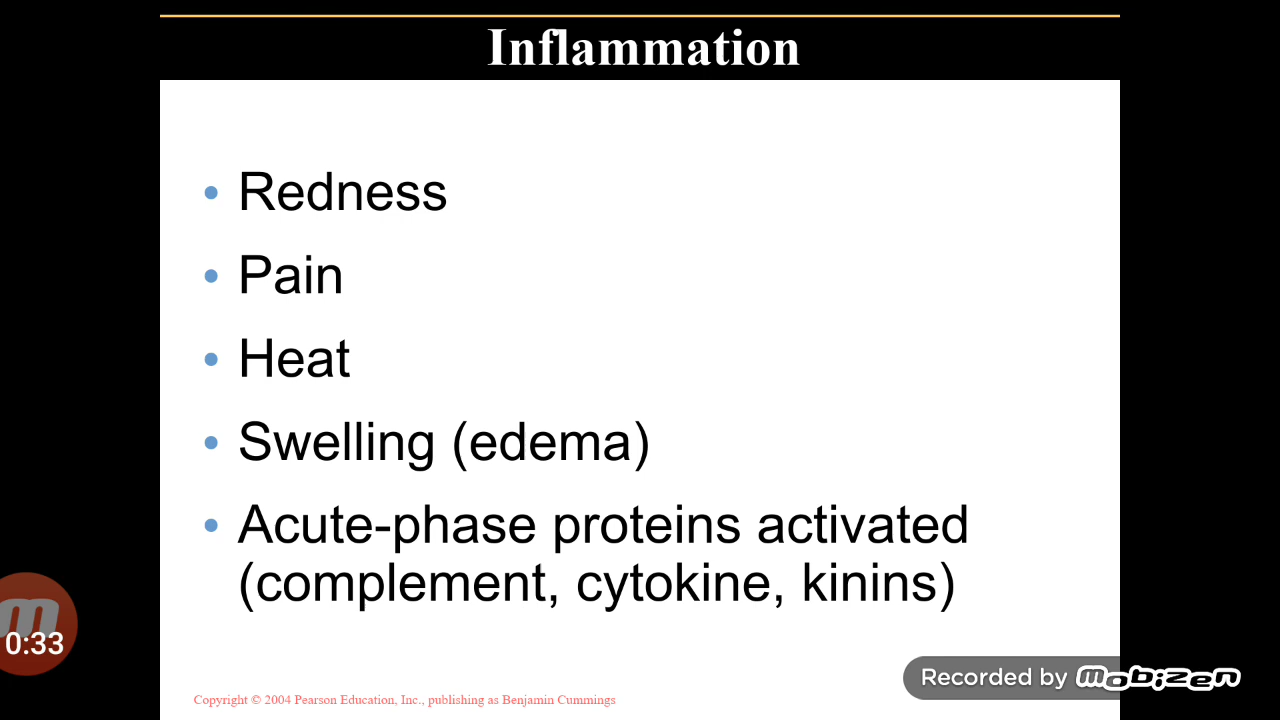 Inflammation
• Redness
• Pain
• Heat
• Swelling (edema)
• Acute-phase proteins activated
(complement, cytokine, kinins)
m
0:33
Recorded by mobizen
Copyright © 2004 Pearson Education, Inc., publishing as Benjamin Cummings